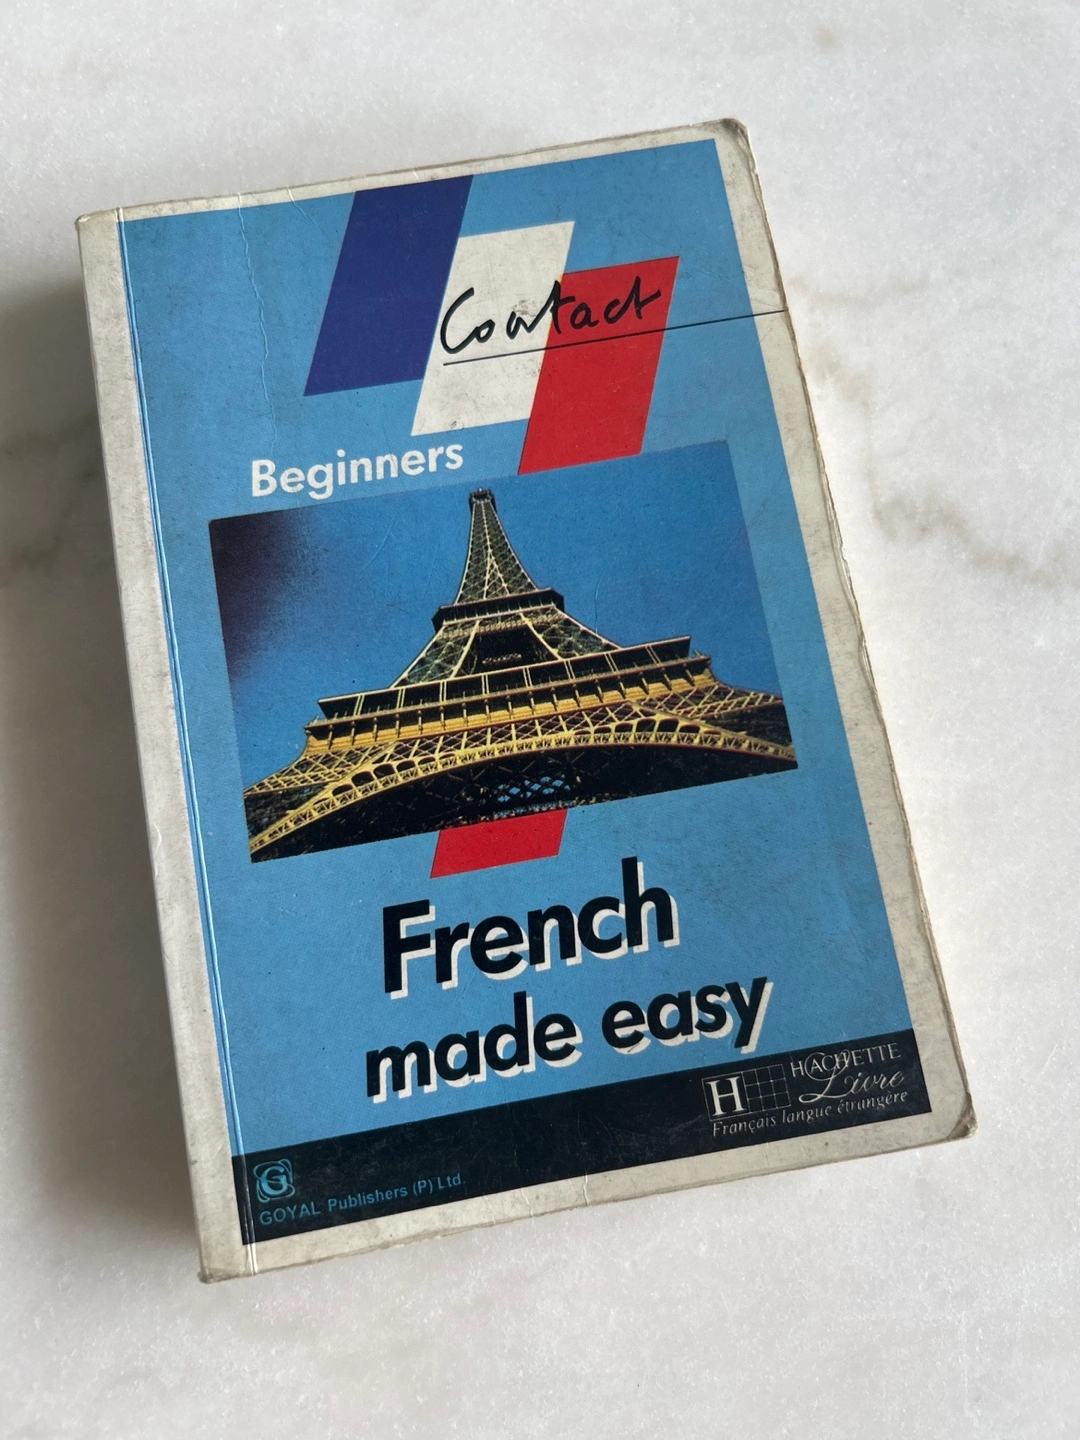 Contact
Beginners
French
made easy
H
HACHETTE
Livre
Français langue étrangère
G
GOYAL Publishers (P) Ltd.